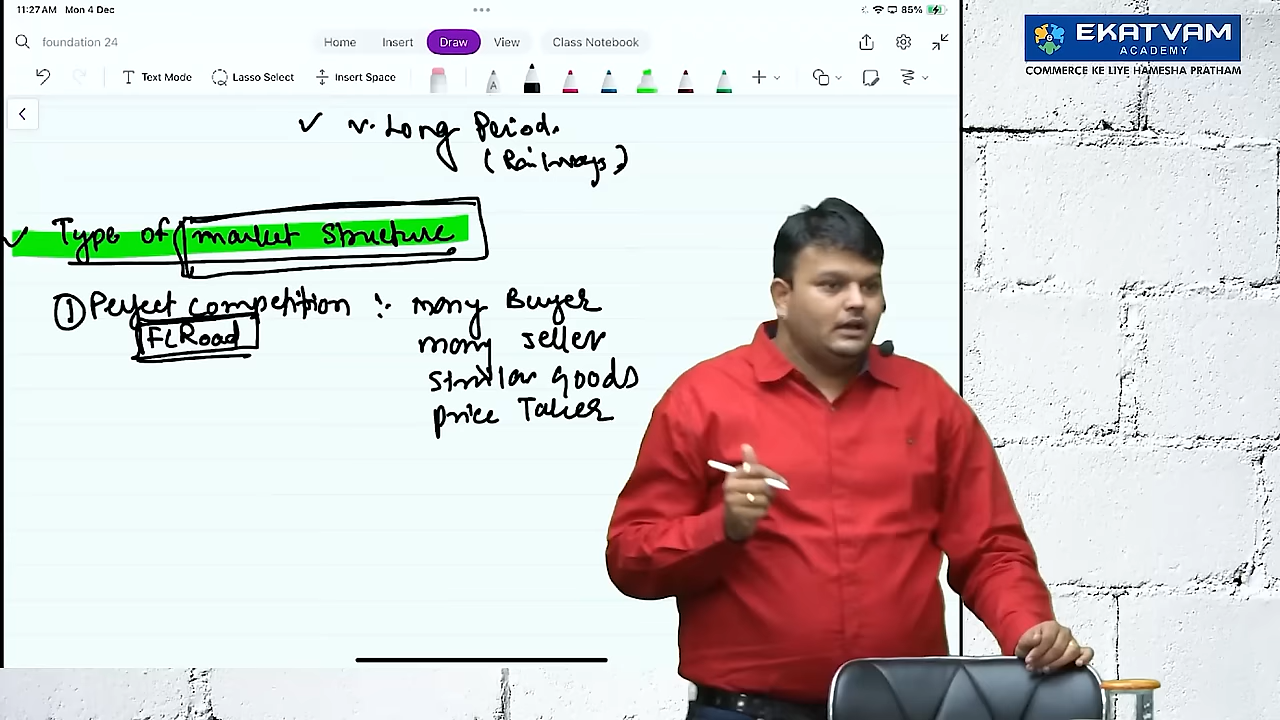 11:27 AM Mon 4 Dec
85%
foundation 24
Home Insert Draw View Class Notebook
Text Mode Lasso Select Insert Space
EKATVAM
ACADEMY
COMMERCE KE LIYE HAMESHA PRATHAM
✓ v. Long Period.
(Railways)
✓ Type of market structure
① Perfect competition :- many Buyer
FC Road
many seller
similar goods
price Taker